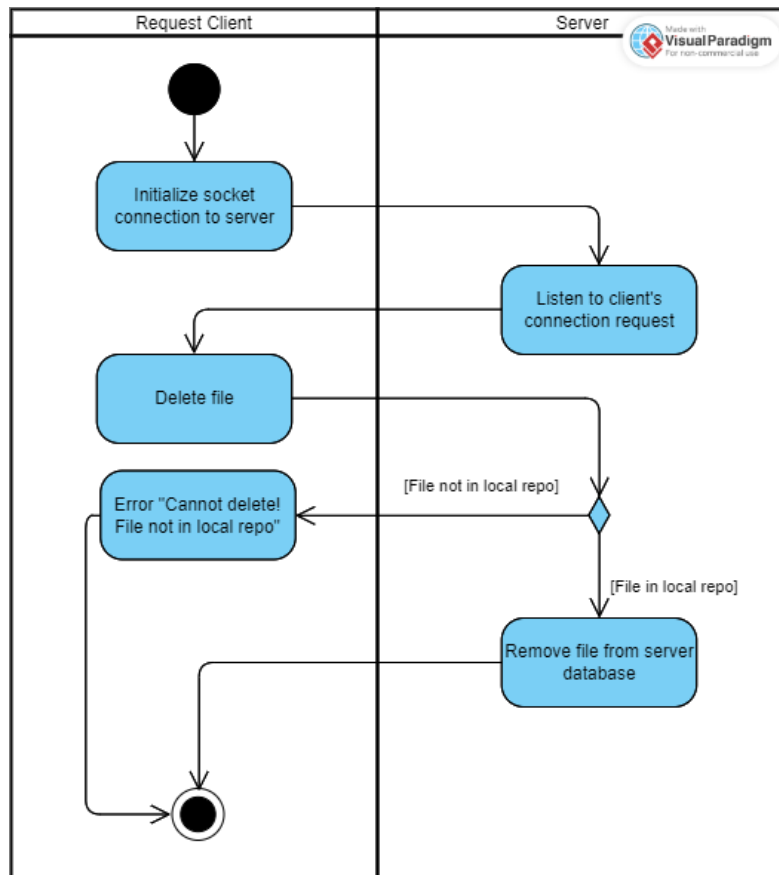 Request Client
Server
Made with
Visual Paradigm
For non-commercial use
Initialize socket
connection to server
Listen to client's
connection request
Delete file
[File not in local repo]
Error "Cannot delete!
File not in local repo"
[File in local repo]
Remove file from server
database